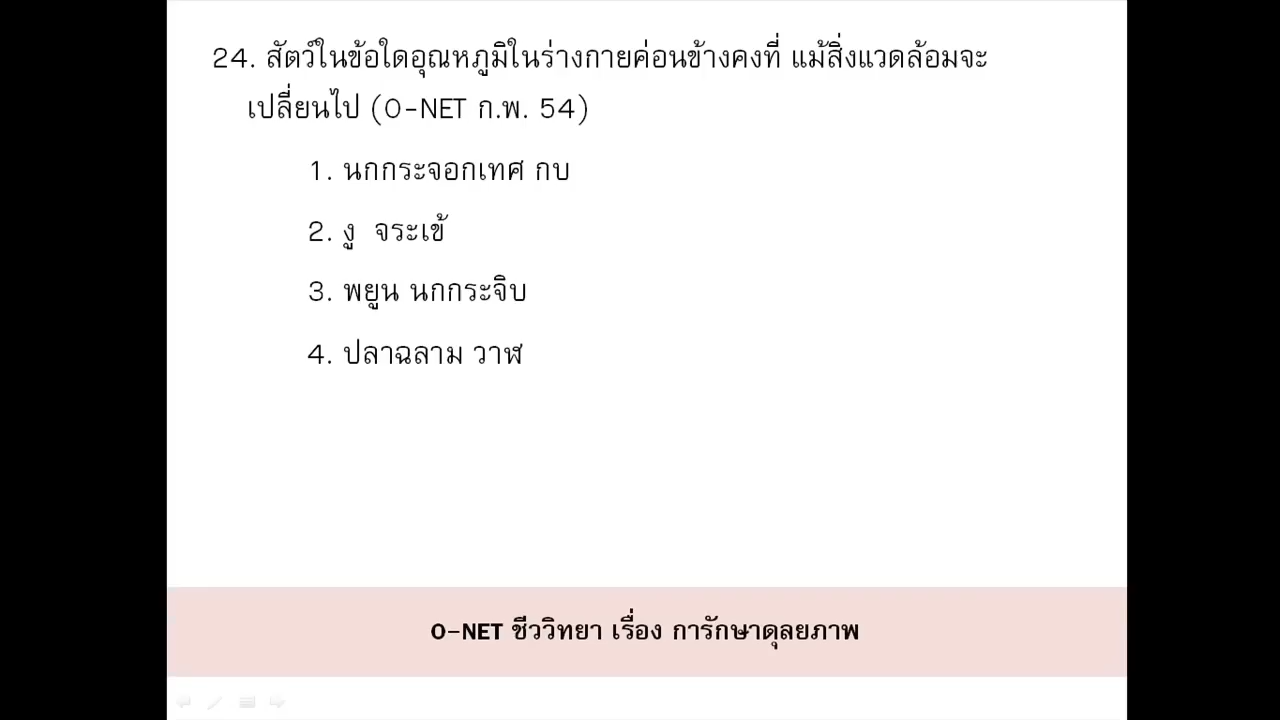 24. สัตว์ในข้อใดอุณหภูมิในร่างกายค่อนข้างคงที่ แม้สิ่งแวดล้อมจะ
เปลี่ยนไป (O-NET ก.พ. 54)
1. นกกระจอกเทศ กบ
2. งู จระเข้
3. พยูน นกกระจิบ
4. ปลาฉลาม วาฬ
O-NET ชีววิทยา เรื่อง การักษาดุลยภาพ